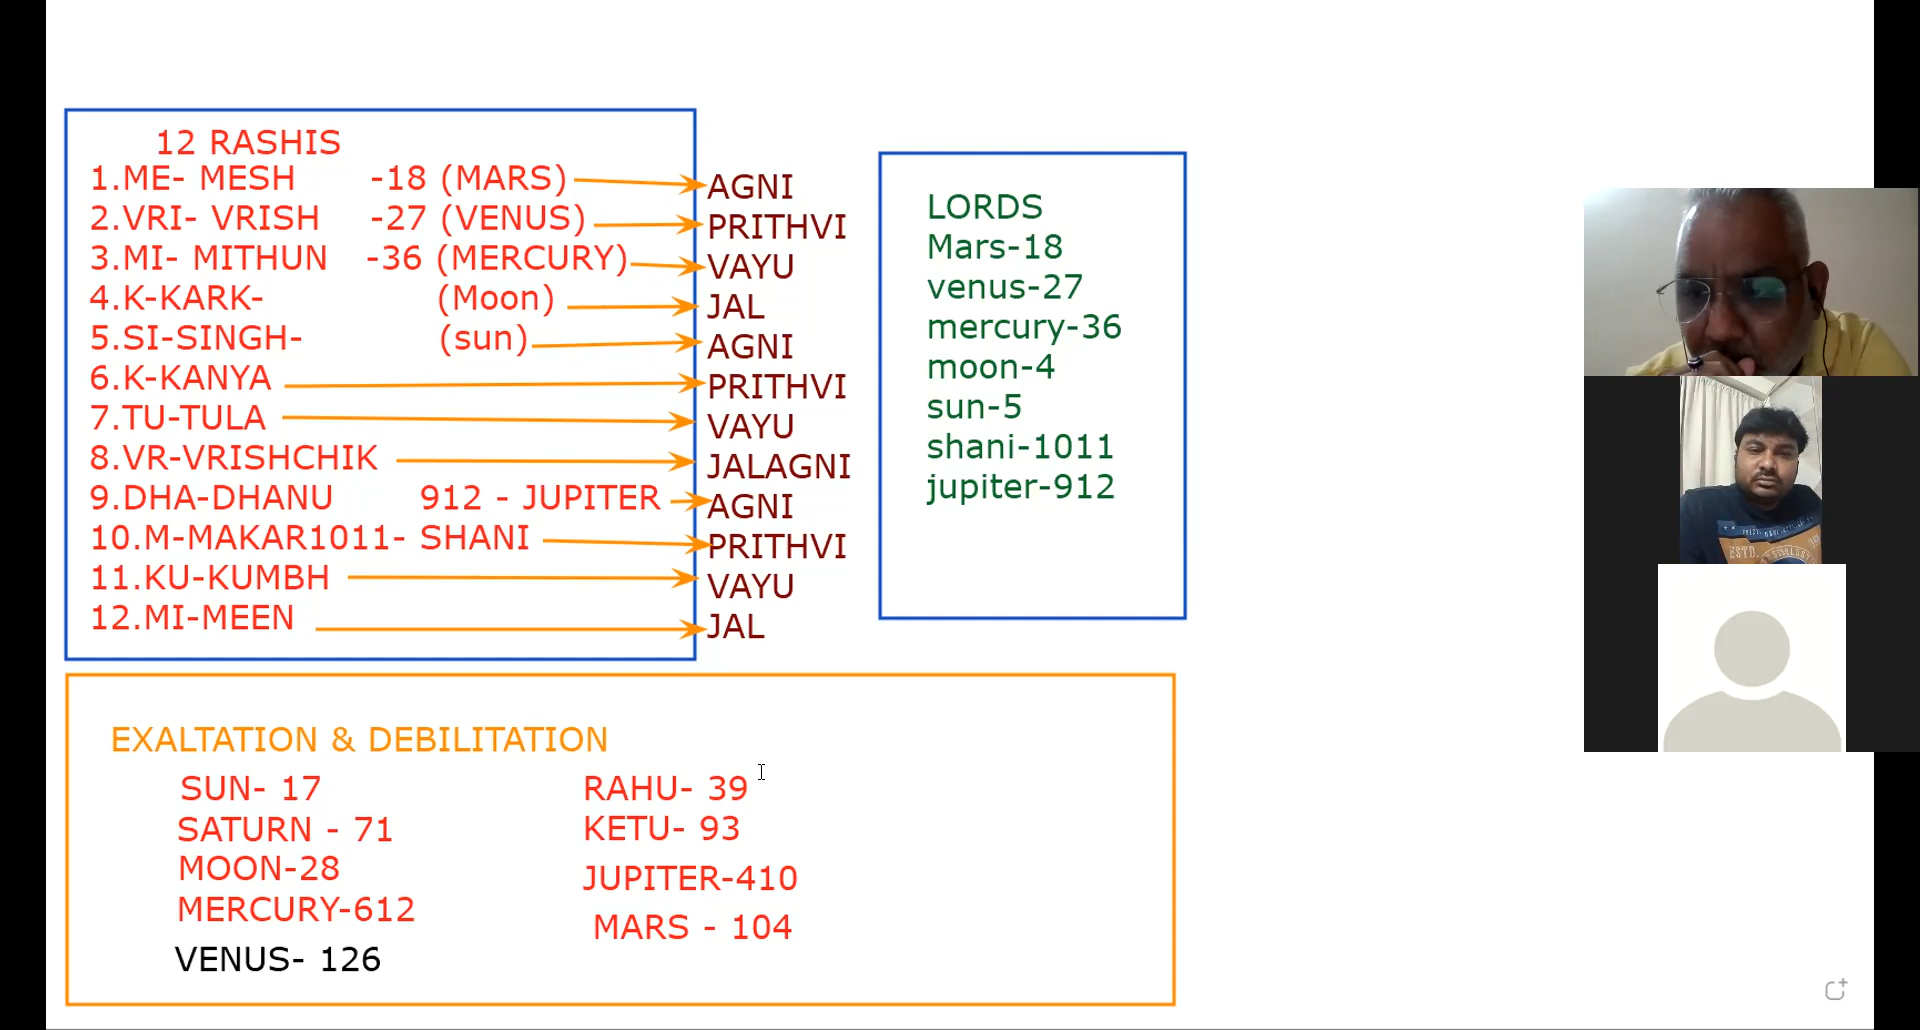 12 RASHIS
1.ME- MESH -18 (MARS) AGNI
2.VRI- VRISH -27 (VENUS) PRITHVI
3.MI- MITHUN -36 (MERCURY) VAYU
4.K-KARK- (Moon) JAL
5.SI-SINGH- (sun) AGNI
6.K-KANYA PRITHVI
7.TU-TULA VAYU
8.VR-VRISHCHIK JALAGNI
9.DHA-DHANU 912 - JUPITER AGNI
10.M-MAKAR1011- SHANI PRITHVI
11.KU-KUMBH VAYU
12.MI-MEEN JAL
LORDS
Mars-18
venus-27
mercury-36
moon-4
sun-5
shani-1011
jupiter-912
EXALTATION & DEBILITATION
SUN- 17
SATURN - 71
MOON-28
MERCURY-612
VENUS- 126
RAHU- 39
KETU- 93
JUPITER-410
MARS - 104
ESTD.